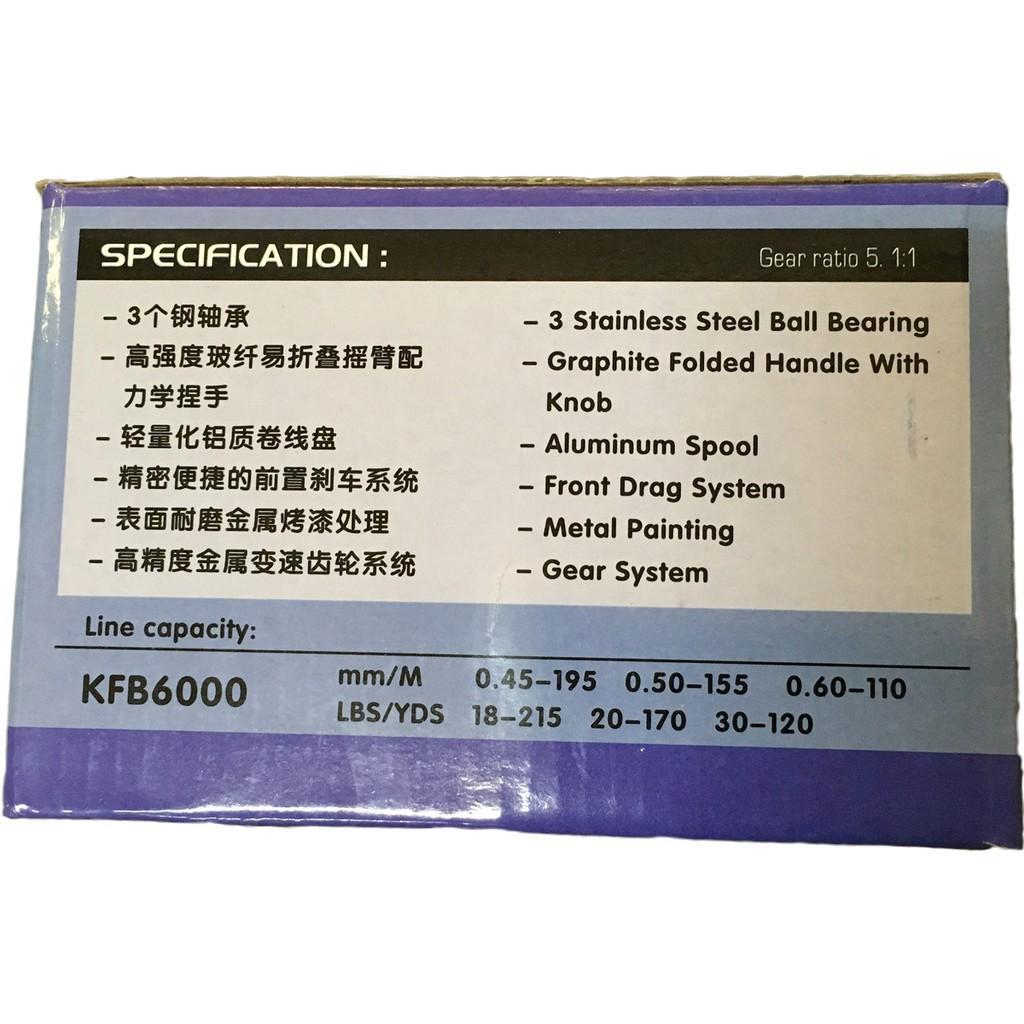 SPECIFICATION :
Gear ratio 5. 1:1
– 3个钢轴承
– 高强度玻纤易折叠摇臂配
力学捏手
– 轻量化铝质卷线盘
– 精密便捷的前置刹车系统
– 表面耐磨金属烤漆处理
– 高精度金属变速齿轮系统
– 3 Stainless Steel Ball Bearing
– Graphite Folded Handle With
Knob
– Aluminum Spool
– Front Drag System
– Metal Painting
– Gear System
Line capacity:
KFB6000
mm/M 0.45–195 0.50–155 0.60–110
LBS/YDS 18–215 20–170 30–120